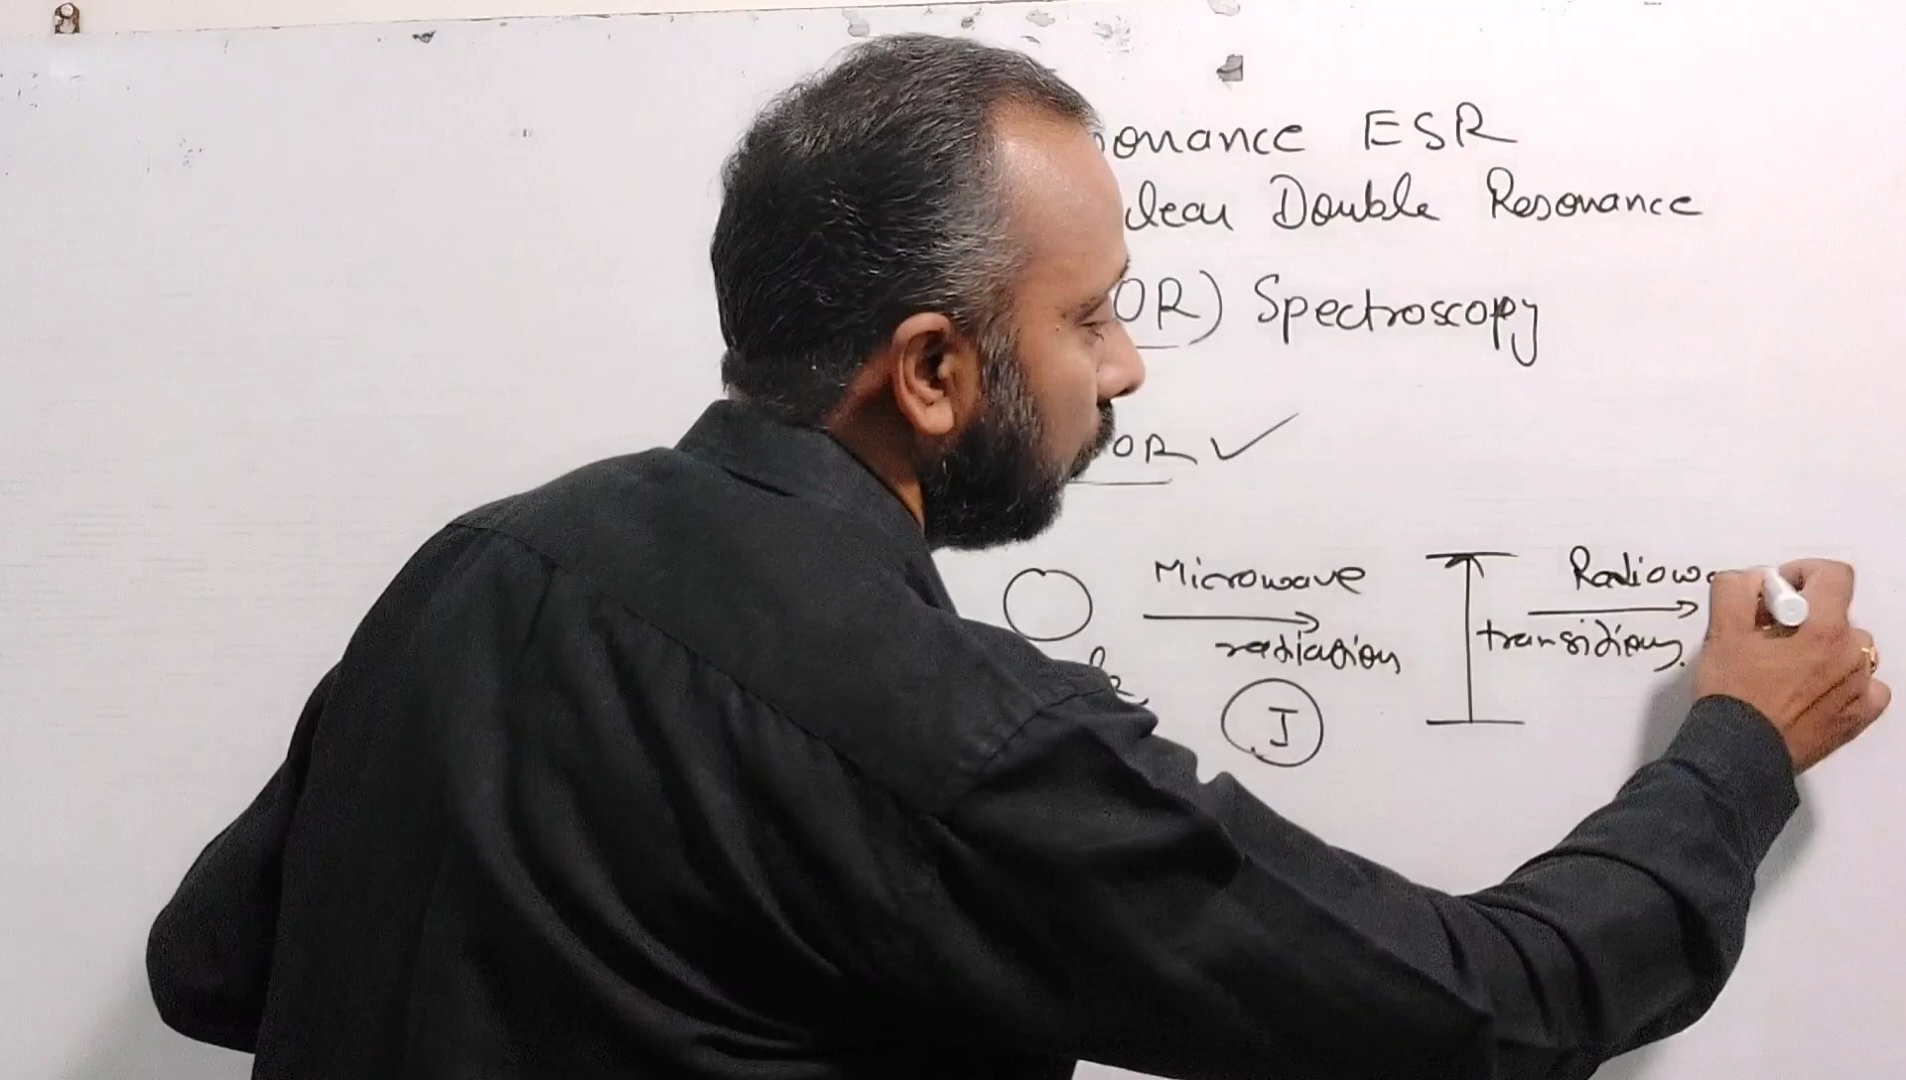 onance ESR
clear Double Resonance
OR) Spectroscopy
OR ✓
Microwave Radiowa
radiation transitions.
I